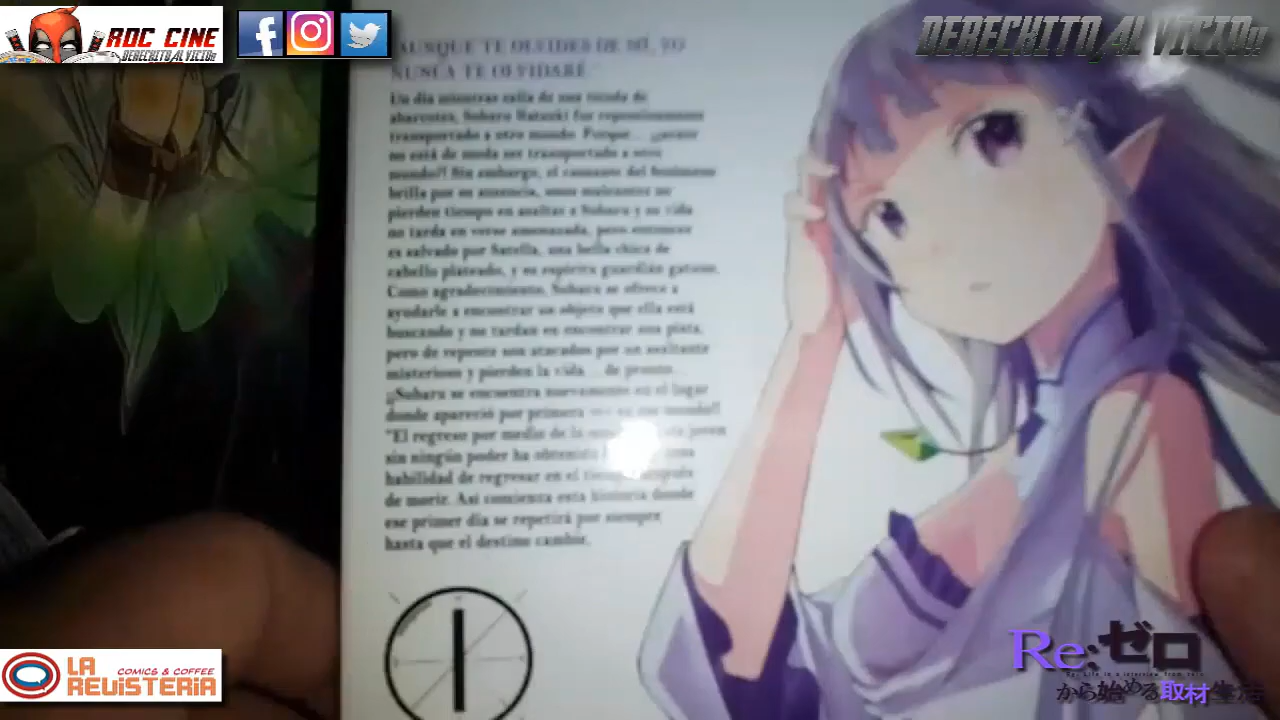 ROC CINE
DERECHITO AL VICIO!!
DERECHITO AL VICIO!!
AUNQUE TE OLVIDES DE MÍ, YO
NUNCA TE OLVIDARÉ."
Un día mientras salía de una tienda de
abarrotes, Subaru Natsuki fue repentinamente
transportado a otro mundo. Porque... ¿¡acaso
no está de moda ser transportado a otro
mundo?! Sin embargo, el causante del fenómeno
brilla por su ausencia, unos maleantes no
pierden tiempo en asaltar a Subaru y su vida
no tarda en verse amenazada, pero entonces
es salvado por Satella, una bella chica de
cabello plateado, y su espíritu guardián gatuno.
Como agradecimiento, Subaru se ofrece a
ayudarle a encontrar un objeto que ella está
buscando y no tardan en encontrar una pista,
pero de repente son atacados por un asaltante
misterioso y pierden la vida... de pronto...
¡¡Subaru se encuentra nuevamente en el lugar
donde apareció por primera vez en ese mundo!!
"El regreso por medio de la joven
sin ningún poder ha obtenido
habilidad de regresar en el tiempo después
de morir. Así comienza esta historia donde
ese primer día se repetirá por siempre
hasta que el destino cambie.
LA
REVISTERIA
COMICS & COFFEE
Re:ゼロ
から始める取材生活